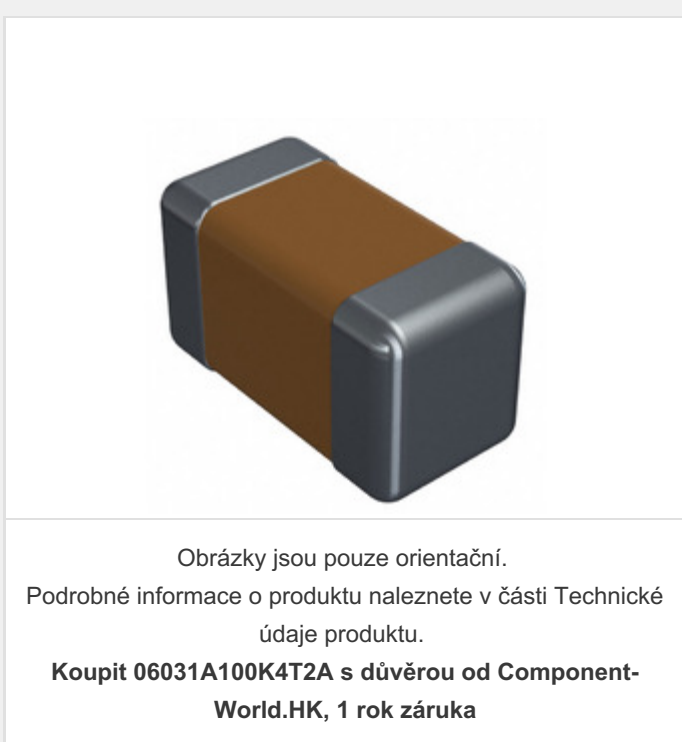 Obrázky jsou pouze orientační.
Podrobné informace o produktu naleznete v části Technické
údaje produktu.
Koupit 06031A100K4T2A s důvěrou od Component-
World.HK, 1 rok záruka